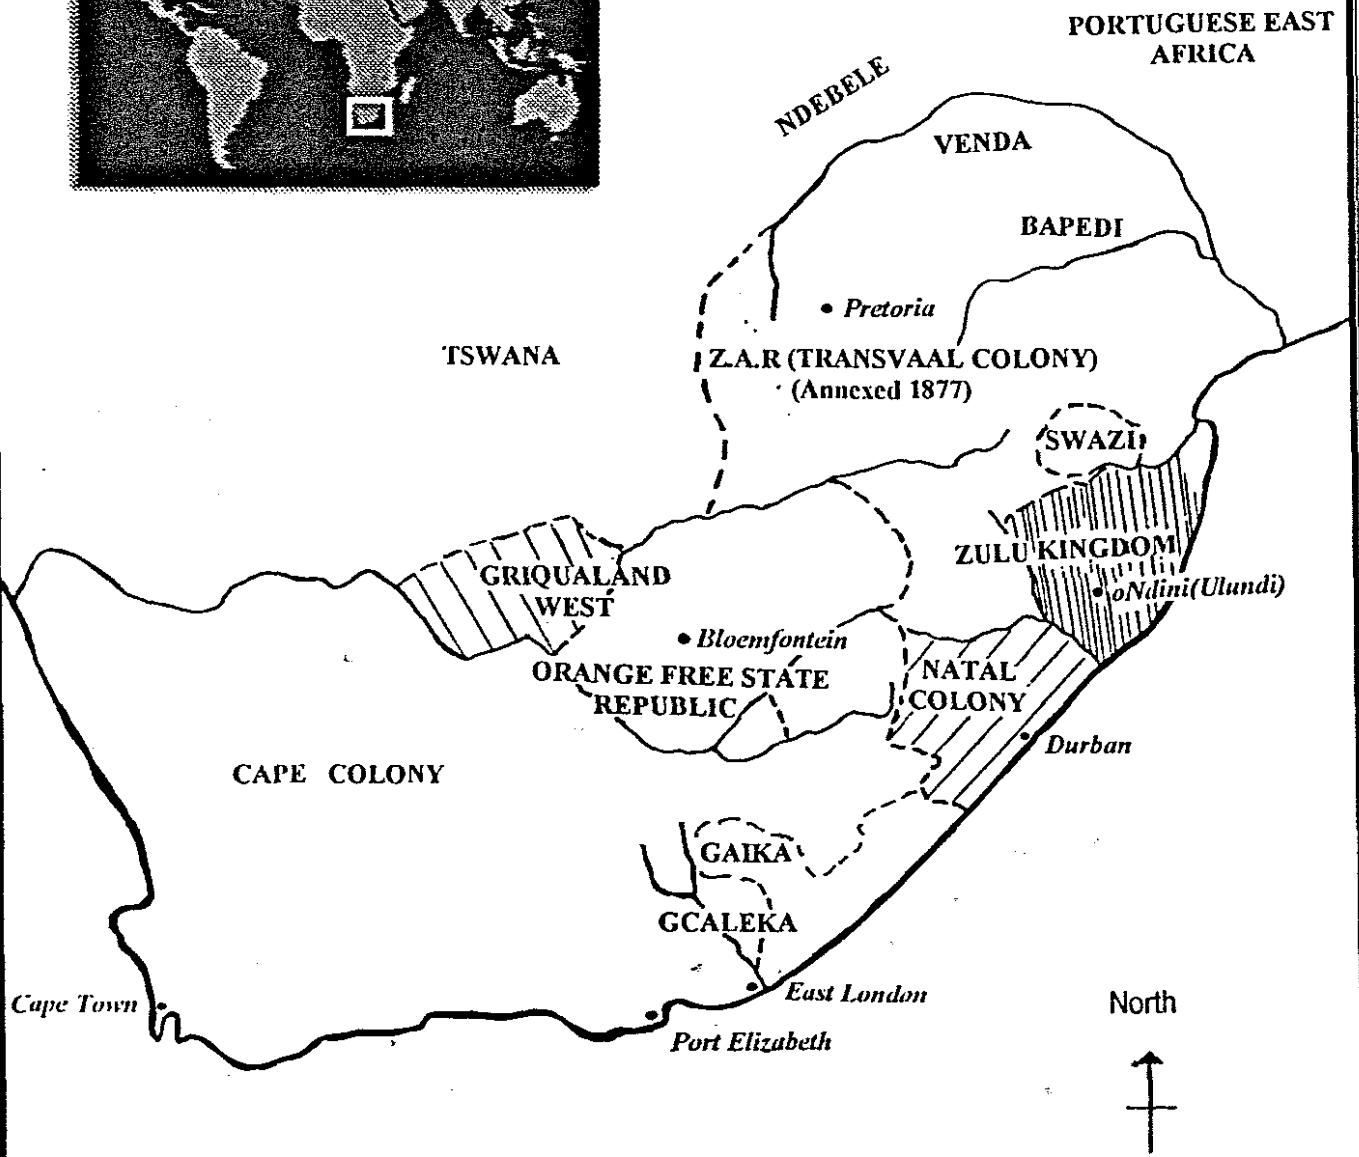 PORTUGUESE EAST
AFRICA
NDEBELE
VENDA
BAPEDI
Pretoria
TSWANA
Z.A.R (TRANSVAAL COLONY)
(Annexed 1877)
SWAZI
ZULU KINGDOM
oNdini(Ulundi)
GRIQUALAND
WEST
Bloemfontein
ORANGE FREE STATE
REPUBLIC
NATAL
COLONY
Durban
CAPE COLONY
GAIKA
GCALEKA
Cape Town
East London
Port Elizabeth
North